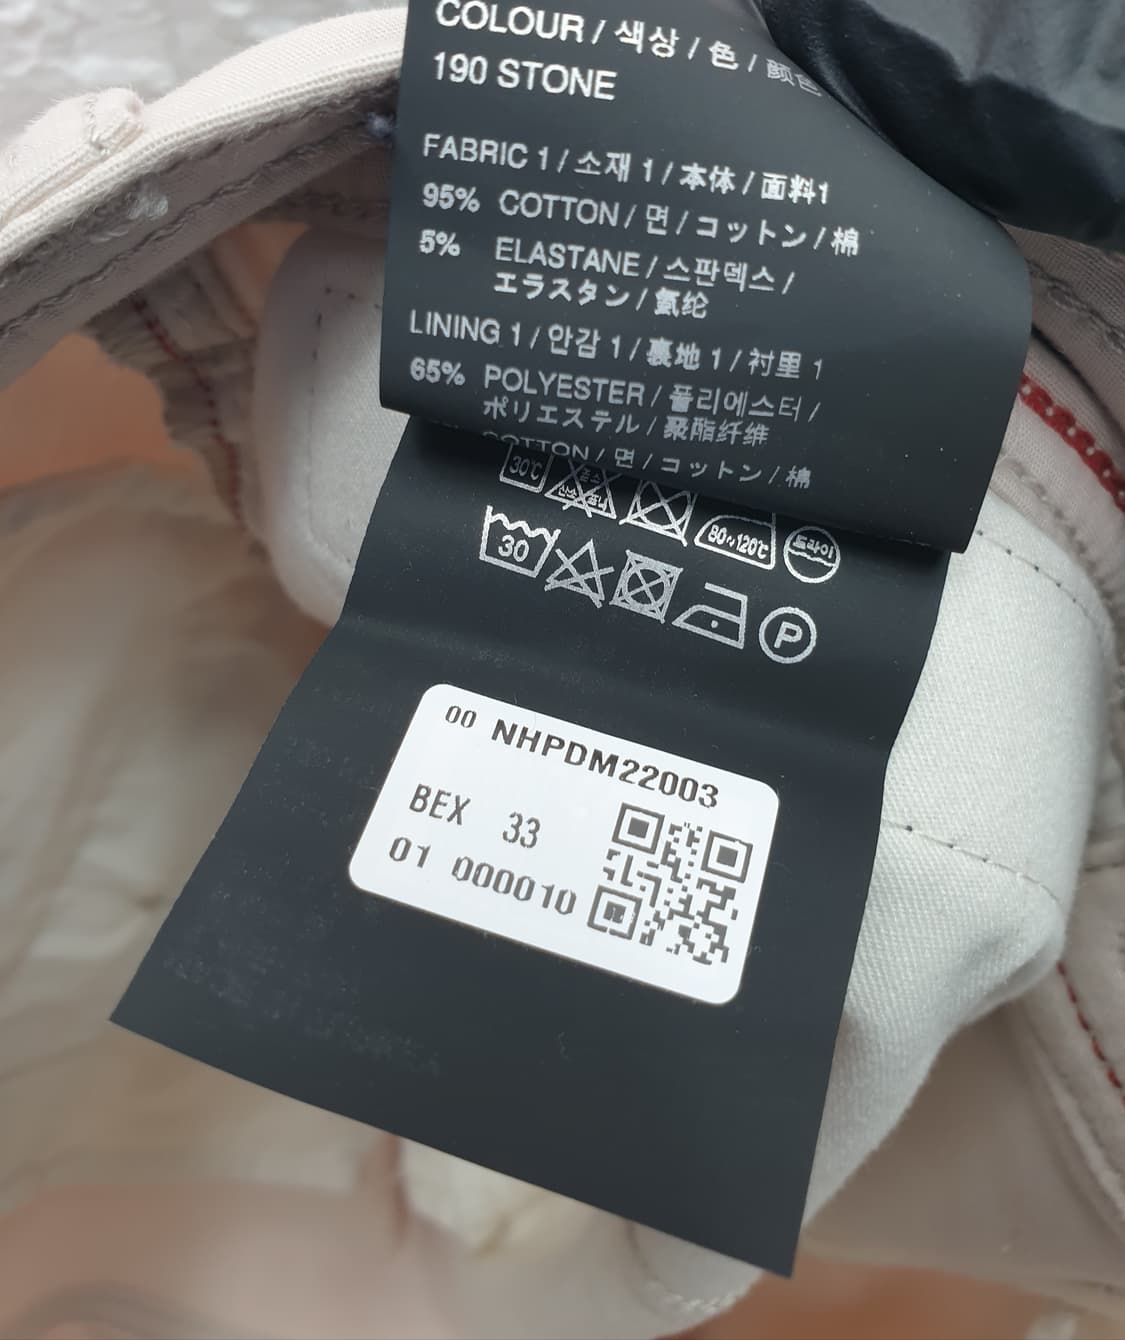 COLOUR / 색상 / 色 / 颜色
190 STONE
FABRIC 1 / 소재 1 / 本体 / 面料1
95% COTTON / 면 / コットン / 棉
5% ELASTANE / 스판덱스 /
エラスタン / 氨纶
LINING 1 / 안감 1 / 裏地 1 / 衬里 1
65% POLYESTER / 폴리에스터 /
ポリエステル / 聚酯纤维
COTTON / 면 / コットン / 棉
30℃ 80~120℃ 드라이
30 P
00 NHPDM22003
BEX 33
01 000010